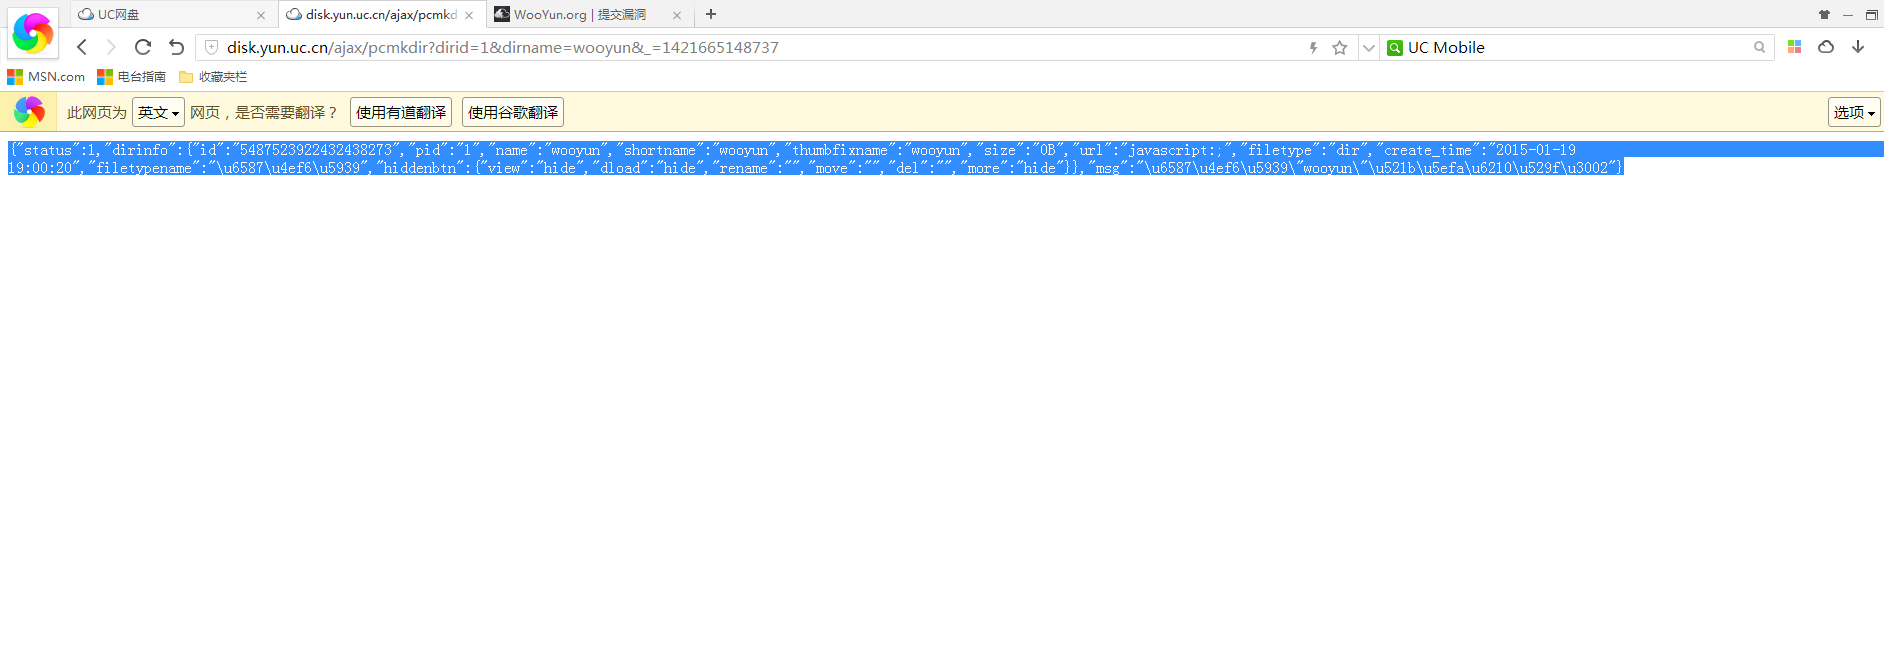 UC网盘
disk.yun.uc.cn/ajax/pcmkd
WooYun.org | 提交漏洞
disk.yun.uc.cn/ajax/pcmkdir?dirid=1&dirname=wooyun&_=1421665148737
UC Mobile
MSN.com 电台指南 收藏夹栏
此网页为 英文 网页，是否需要翻译？ 使用有道翻译 使用谷歌翻译 选项
{"status":1,"dirinfo":{"id":"5487523922432438273","pid":"1","name":"wooyun","shortname":"wooyun","thumbfixname":"wooyun","size":"0B","url":"javascript:;","filetype":"dir","create_time":"2015-01-19
19:00:20","filetypename":"\u6587\u4ef6\u5939","hiddenbtn":{"view":"hide","dload":"hide","rename":"","move":"","del":"","more":"hide"}},"msg":"\u6587\u4ef6\u5939\"wooyun\"\u521b\u5efa\u6210\u529f\u3002"}